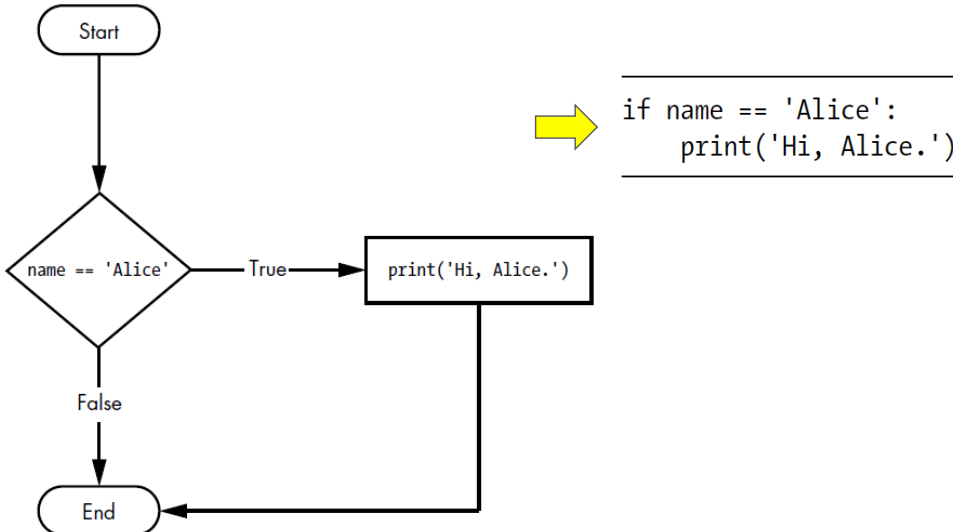 Start
if name == 'Alice':
    print('Hi, Alice.')
name == 'Alice'
True
print('Hi, Alice.')
False
End